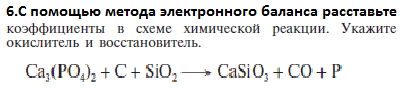 6.С помощью метода электронного баланса расставьте
коэффициенты в схеме химической реакции. Укажите
окислитель и восстановитель.
Ca₃(PO₄)₂ + C + SiO₂ ⟶ CaSiO₃ + CO + P